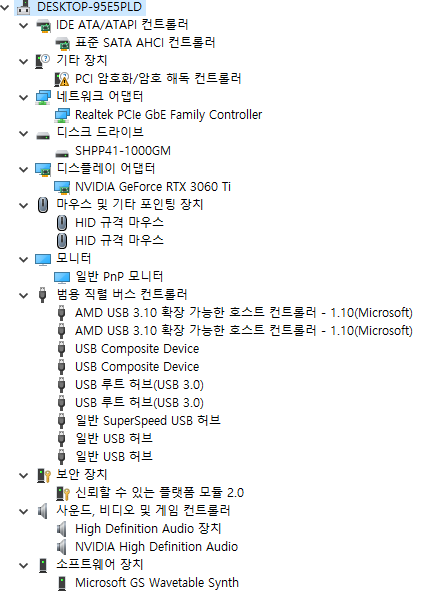 DESKTOP-95E5PLD
IDE ATA/ATAPI 컨트롤러
표준 SATA AHCI 컨트롤러
기타 장치
PCI 암호화/암호 해독 컨트롤러
네트워크 어댑터
Realtek PCIe GbE Family Controller
디스크 드라이브
SHPP41-1000GM
디스플레이 어댑터
NVIDIA GeForce RTX 3060 Ti
마우스 및 기타 포인팅 장치
HID 규격 마우스
HID 규격 마우스
모니터
일반 PnP 모니터
범용 직렬 버스 컨트롤러
AMD USB 3.10 확장 가능한 호스트 컨트롤러 - 1.10(Microsoft)
AMD USB 3.10 확장 가능한 호스트 컨트롤러 - 1.10(Microsoft)
USB Composite Device
USB Composite Device
USB 루트 허브(USB 3.0)
USB 루트 허브(USB 3.0)
일반 SuperSpeed USB 허브
일반 USB 허브
일반 USB 허브
보안 장치
신뢰할 수 있는 플랫폼 모듈 2.0
사운드, 비디오 및 게임 컨트롤러
High Definition Audio 장치
NVIDIA High Definition Audio
소프트웨어 장치
Microsoft GS Wavetable Synth